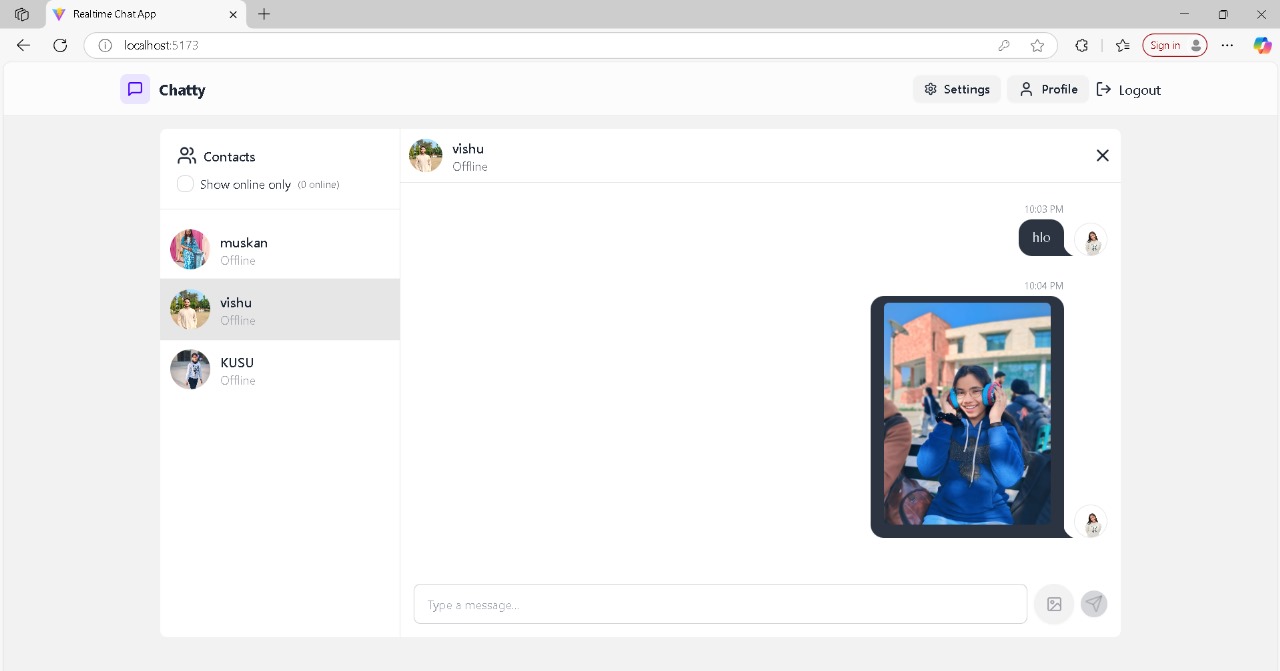 Realtime Chat App
localhost:5173
Sign in
Chatty
Settings
Profile
Logout
Contacts
Show online only (0 online)
muskan
Offline
vishu
Offline
KUSU
Offline
vishu
Offline
10:03 PM
hlo
10:04 PM
Type a message...